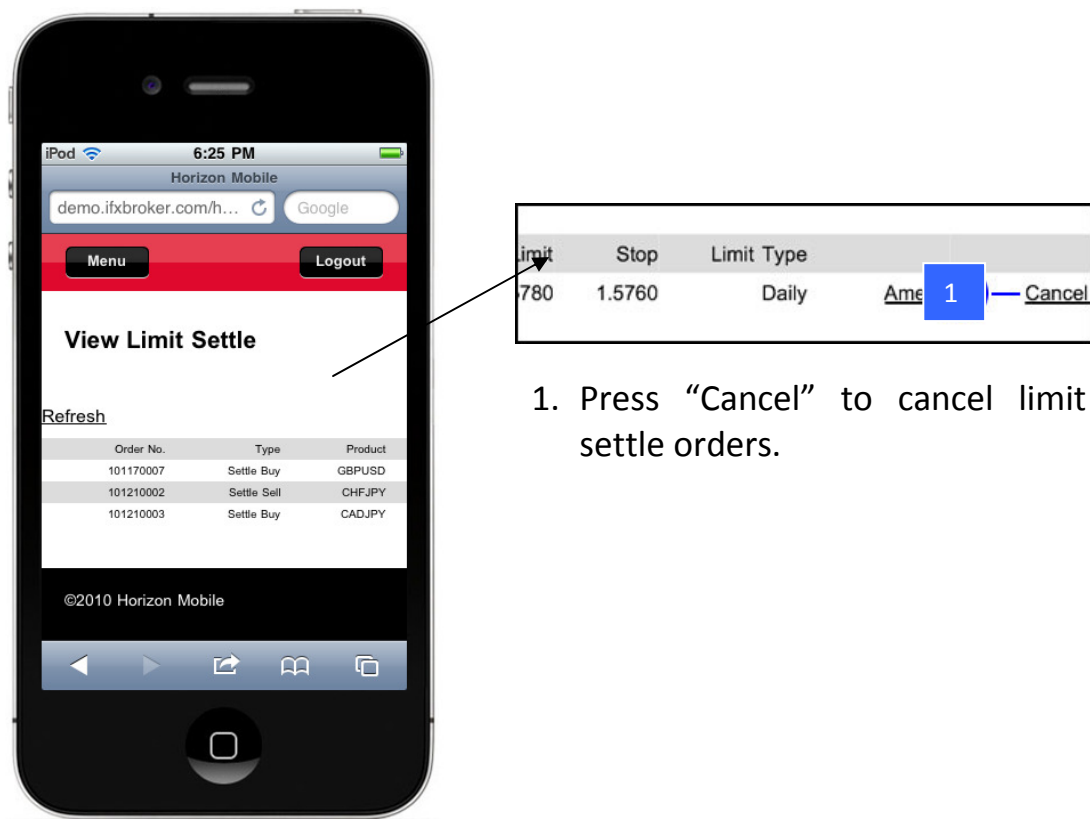 iPod 6:25 PM
Horizon Mobile
demo.ifxbroker.com/h... Google
Menu Logout
View Limit Settle
Refresh
Order No. Type Product
101170007 Settle Buy GBPUSD
101210002 Settle Sell CHFJPY
101210003 Settle Buy CADJPY
©2010 Horizon Mobile
Limit Stop Limit Type
5780 1.5760 Daily Ame 1 Cancel
1. Press “Cancel” to cancel limit
settle orders.